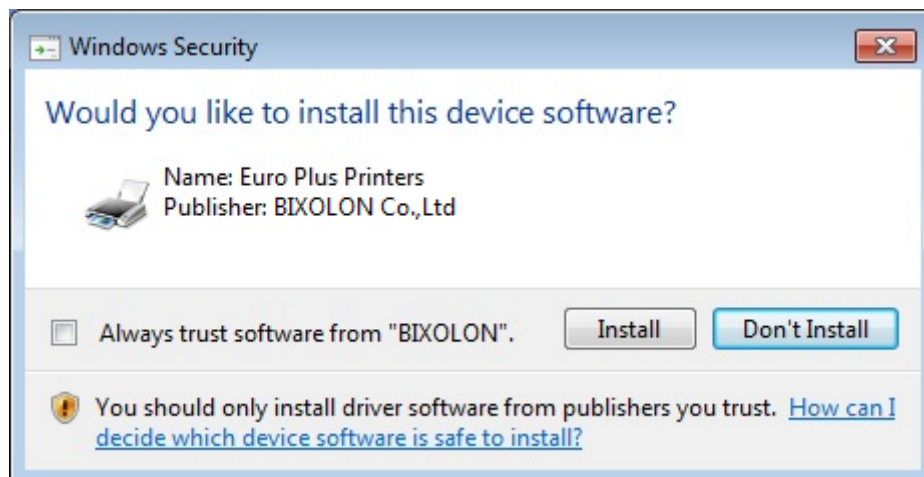 Windows Security
Would you like to install this device software?
Name: Euro Plus Printers
Publisher: BIXOLON Co.,Ltd
Always trust software from "BIXOLON".
Install
Don't Install
You should only install driver software from publishers you trust. How can I
decide which device software is safe to install?